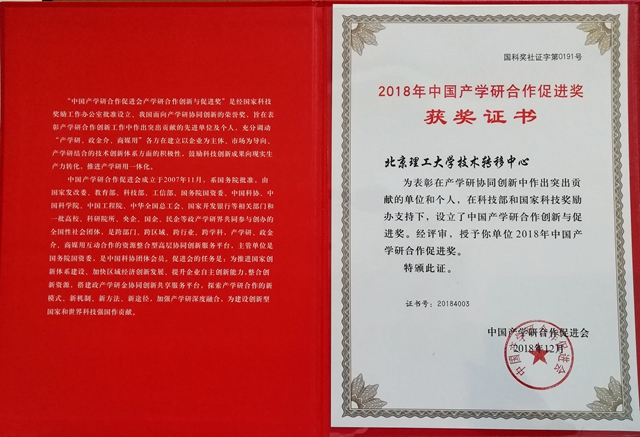 “中国产学研合作促进会产学研合作创新与促进奖”是经国家科技
奖励工作办公室批准设立、我国面向产学研协同创新的荣誉奖，旨在表
彰产学研合作创新工作中作出突出贡献的先进单位及个人，充分调动
“产学研、政金介、商媒用”各方在建立以企业为主体、市场为导向、
产学研结合的技术创新体系方面的积极性，鼓励科技创新成果向现实生
产力转化，推进产学研用一体化。
中国产学研合作促进会成立于2007年11月，系国务院批准、由
国家发改委、教育部、科技部、工信部、国务院国资委、中国科协、中
国科学院、中国工程院、中华全国总工会、国家开发银行等相关部门和
一批高校、科研院所、央企、国企、民企等政产学研界共同参与创办的
全国性社会团体，是跨部门、跨区域、跨行业、跨学科，产学研、政金
介、商媒用互动合作的资源整合型高层协同创新服务平台，主管单位是
国务院国资委，是中国科协团体会员。促进会的任务是：为推进国家创
新体系建设、加快区域经济创新发展、提升企业自主创新能力，整合创
新资源，搭建政产学研金协同创新共享服务平台，探索产学研合作的新
模式、新机制、新方法、新途径，加强产学研深度融合，为建设创新型
国家和世界科技强国作贡献。
国科奖社证字第0191号
2018年中国产学研合作促进奖
获奖证书
北京理工大学技术转移中心
为表彰在产学研协同创新中作出突出贡
献的单位和个人，在科技部和国家科技奖励
办支持下，设立了中国产学研合作创新与促
进奖。经评审，授予你单位2018年中国产
学研合作促进奖。
特颁此证。
证书号：20184003
中国产学研合作促进会
2018年12月
中国产学研合作促进会